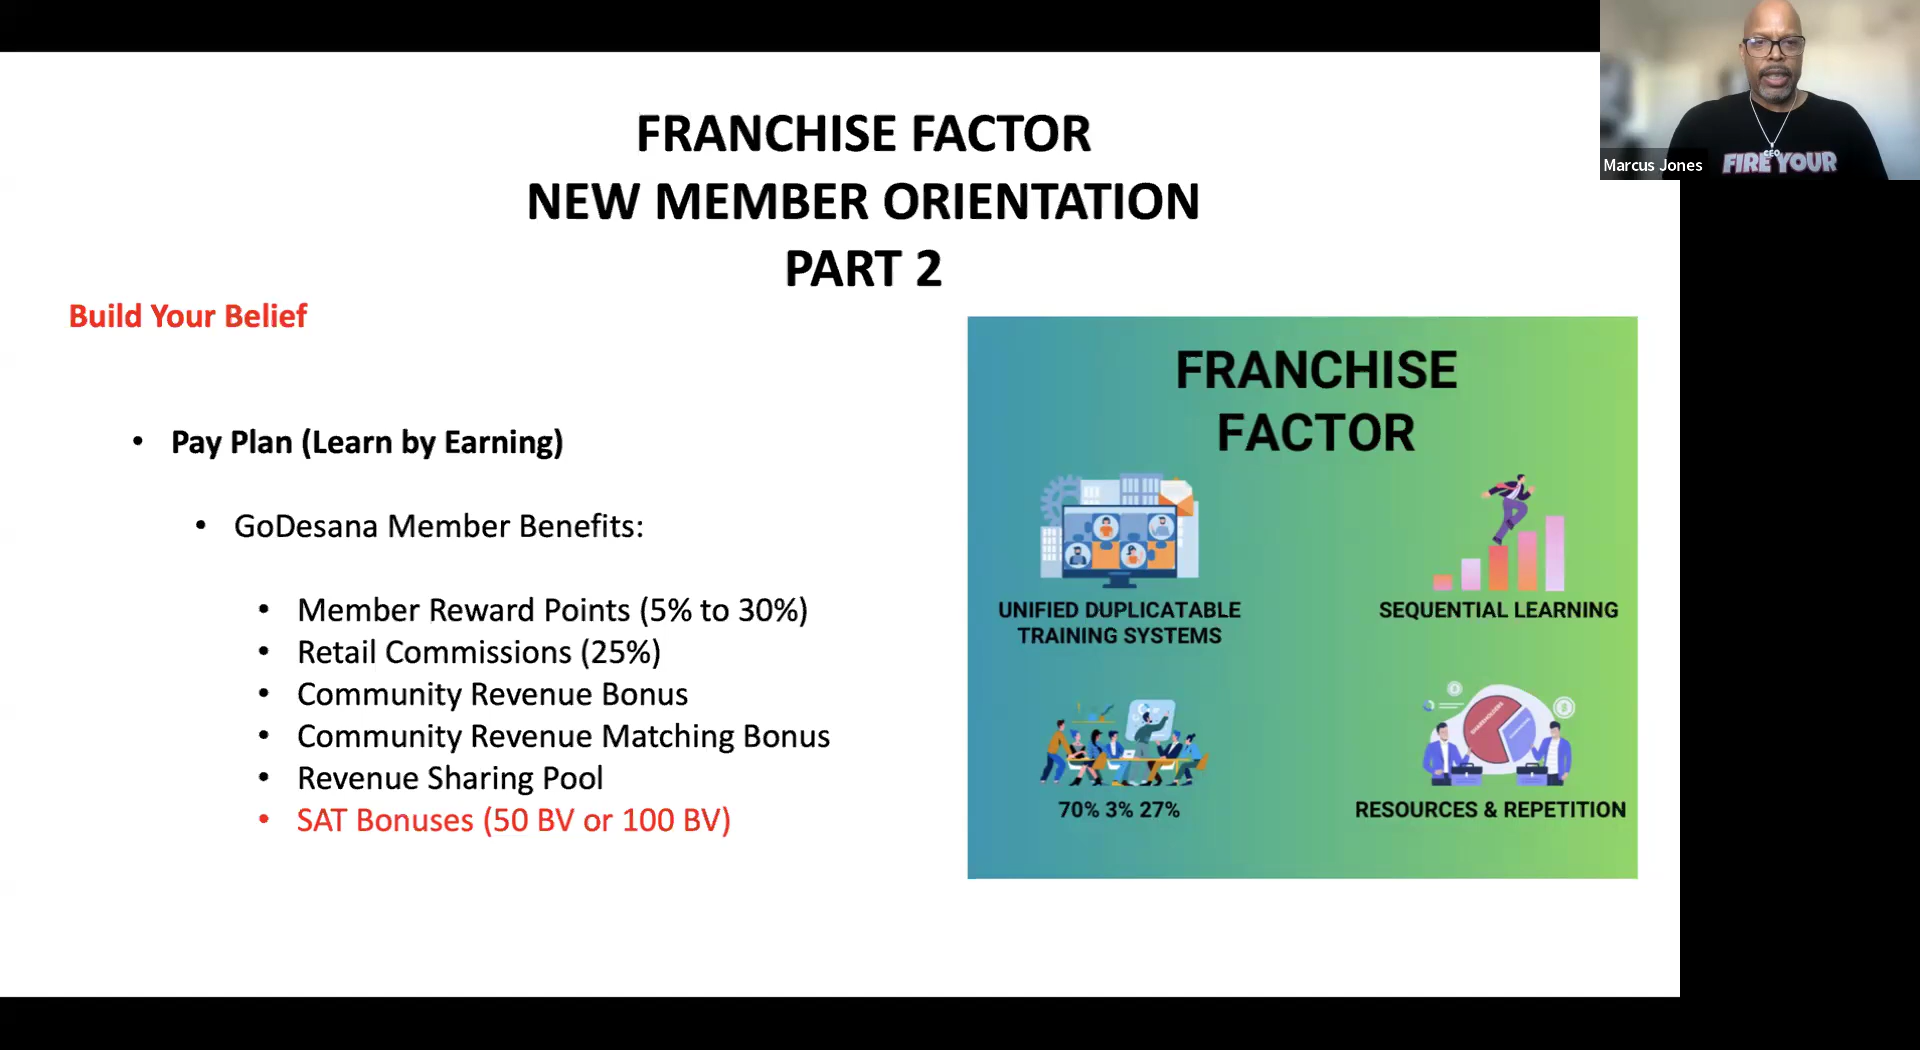 FRANCHISE FACTOR
NEW MEMBER ORIENTATION
PART 2
Build Your Belief
• Pay Plan (Learn by Earning)
• GoDesana Member Benefits:
• Member Reward Points (5% to 30%)
• Retail Commissions (25%)
• Community Revenue Bonus
• Community Revenue Matching Bonus
• Revenue Sharing Pool
• SAT Bonuses (50 BV or 100 BV)
FRANCHISE
FACTOR
UNIFIED DUPLICATABLE
TRAINING SYSTEMS
SEQUENTIAL LEARNING
70% 3% 27%
SHAREHOLDERS
RESOURCES & REPETITION
Marcus Jones
CEO
FIRE YOUR